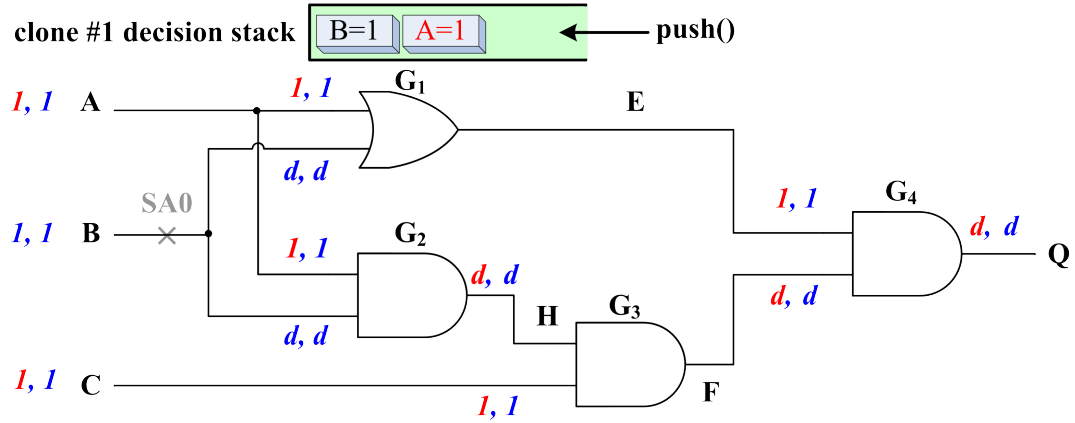 clone #1 decision stack B=1 A=1 push()
G1
1, 1 A 1, 1 E
d, d
SA0 1, 1 G4
1, 1 B G2 d, d Q
1, 1 d, d
d, d
H G3
d, d
1, 1 C 1, 1 F